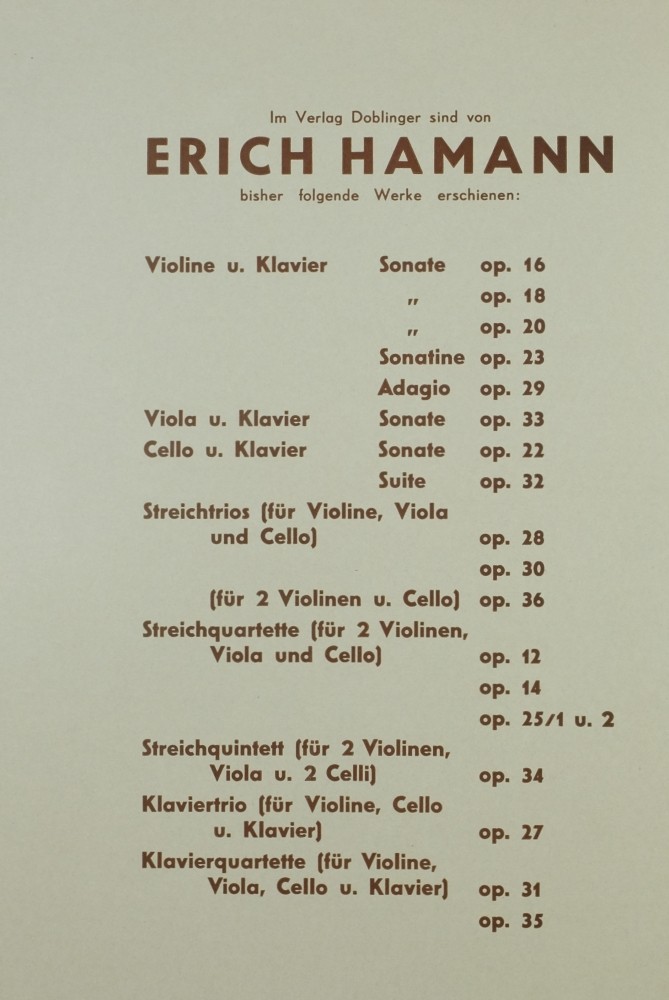 Im Verlag Doblinger sind von
ERICH HAMANN
bisher folgende Werke erschienen:
Violine u. Klavier Sonate op. 16
„ op. 18
„ op. 20
Sonatine op. 23
Adagio op. 29
Viola u. Klavier Sonate op. 33
Cello u. Klavier Sonate op. 22
Suite op. 32
Streichtrios (für Violine, Viola
und Cello) op. 28
op. 30
(für 2 Violinen u. Cello) op. 36
Streichquartette (für 2 Violinen,
Viola und Cello) op. 12
op. 14
op. 25/1 u. 2
Streichquintett (für 2 Violinen,
Viola u. 2 Celli) op. 34
Klaviertrio (für Violine, Cello
u. Klavier) op. 27
Klavierquartette (für Violine,
Viola, Cello u. Klavier) op. 31
op. 35